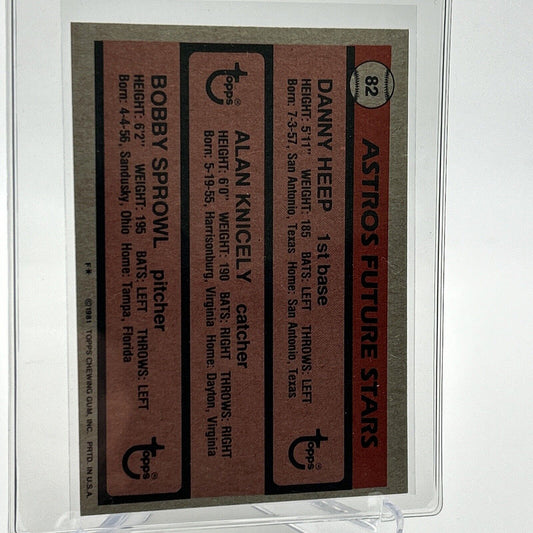 82
ASTROS FUTURE STARS
DANNY HEEP 1st base
HEIGHT: 5'11" WEIGHT: 185 BATS: LEFT THROWS: LEFT
Born: 7-3-57, San Antonio, Texas Home: San Antonio, Texas
Topps®
Topps®
ALAN KNICELY catcher
HEIGHT: 6'0" WEIGHT: 190 BATS: RIGHT THROWS: RIGHT
Born: 5-19-55, Harrisonburg, Virginia Home: Dayton, Virginia
BOBBY SPROWL pitcher
HEIGHT: 6'2" WEIGHT: 195 BATS: LEFT THROWS: LEFT
Born: 4-4-56, Sandusky, Ohio Home: Tampa, Florida
Topps®
F* ©1981 TOPPS CHEWING GUM, INC. PRTD. IN U.S.A.